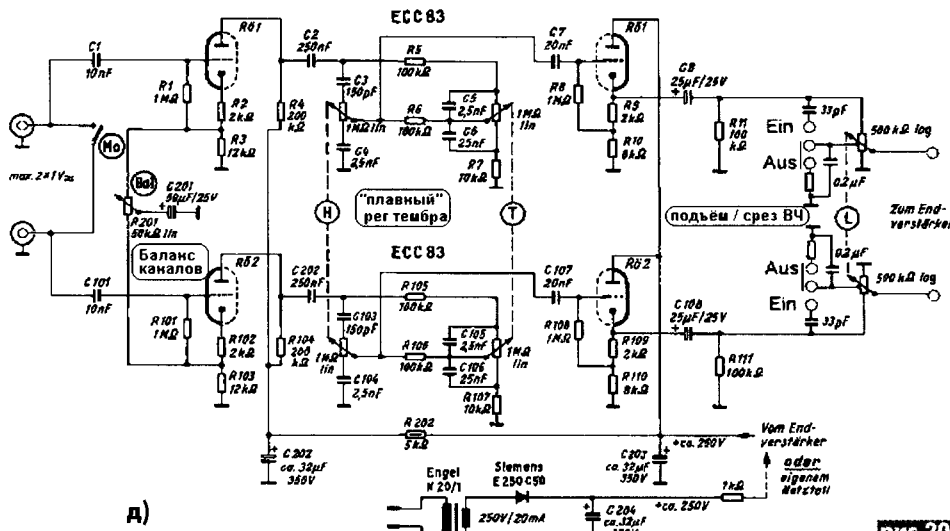 ECC83
C1
10nF
R1
1MΩ
Rö1
R2
2kΩ
R3
12kΩ
C2
250nF
R4
200
kΩ
C3
150pF
1MΩ lin
C4
2,5nF
R5
100kΩ
R6
100kΩ
C5
2,5nF
C6
25nF
R7
10kΩ
1MΩ
lin
C7
20nF
R8
1MΩ
Rö1
R9
2kΩ
R10
8kΩ
C8
25µF/25V
R11
100
kΩ
33pF
Ein
Aus
0,2µF
500kΩ log
Mo
max. 2×1V
Bal
C201
50µF/25V
R201
50kΩ lin
Баланс
каналов
H
"плавный"
рег тембра
T
подъём / срез ВЧ
L
Zum End-
verstärker
ECC83
C101
10nF
R101
1MΩ
Rö2
R102
2kΩ
R103
12kΩ
C202
250nF
R104
200
kΩ
C103
150pF
1MΩ
lin
C104
2,5nF
R105
100kΩ
R106
100kΩ
C105
2,5nF
C106
25nF
R107
10kΩ
1MΩ
lin
C107
20nF
R108
1MΩ
Rö2
R109
2kΩ
R110
8kΩ
C108
25µF/25V
R111
100kΩ
0,2µF
Aus
Ein
33pF
500kΩ log
R202
5kΩ
C202
ca. 32µF
350V
C203
ca. 32µF
350V
+ca. 250V
Vom End-
verstärker
oder
eigenem
Netzteil
д)
Engel
N 20/1
250V/20mA
Siemens
E250C50
C204
ca. 32µF
+ca. 250V
1kΩ